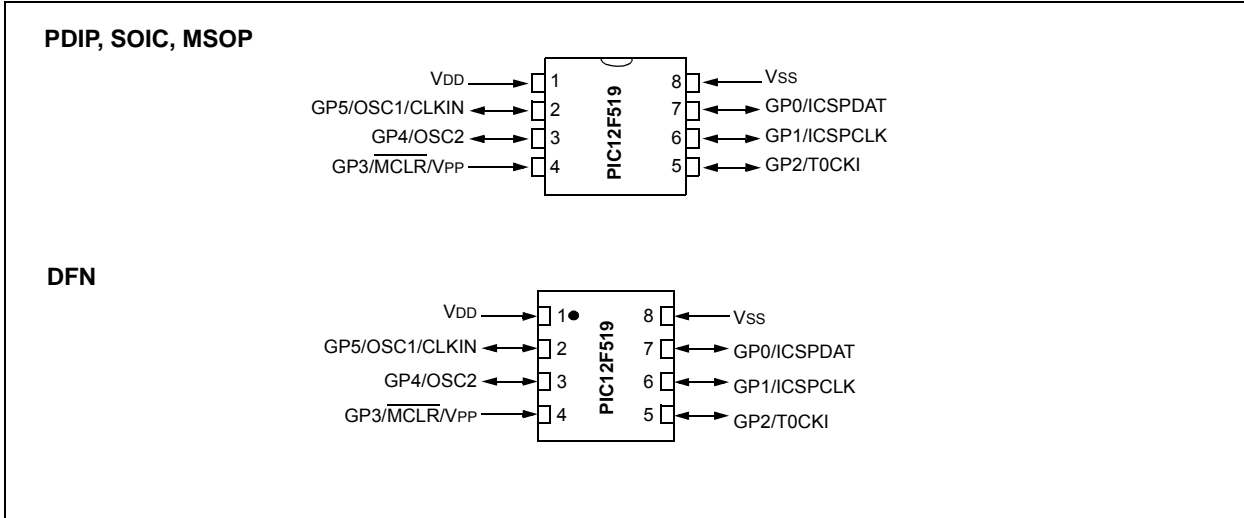 PDIP, SOIC, MSOP
VDD 1 8 VSS
GP5/OSC1/CLKIN 2 7 GP0/ICSPDAT
GP4/OSC2 3 6 GP1/ICSPCLK
GP3/MCLR/VPP 4 5 GP2/T0CKI
PIC12F519
DFN
VDD 1 8 VSS
GP5/OSC1/CLKIN 2 7 GP0/ICSPDAT
GP4/OSC2 3 6 GP1/ICSPCLK
GP3/MCLR/VPP 4 5 GP2/T0CKI
PIC12F519